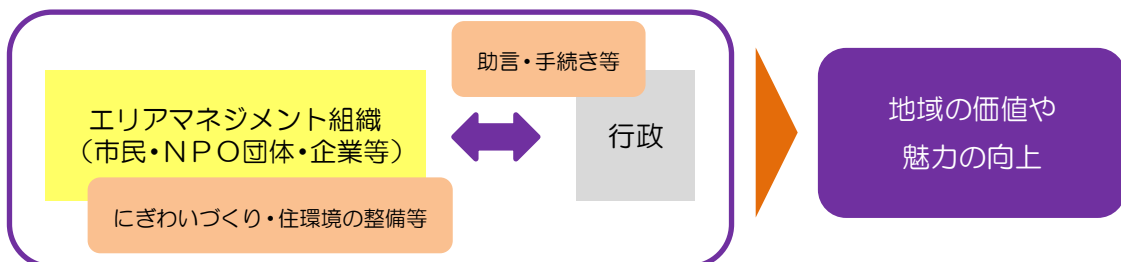 助言・手続き等
エリアマネジメント組織
（市民・ＮＰＯ団体・企業等）
行政
にぎわいづくり・住環境の整備等
地域の価値や
魅力の向上